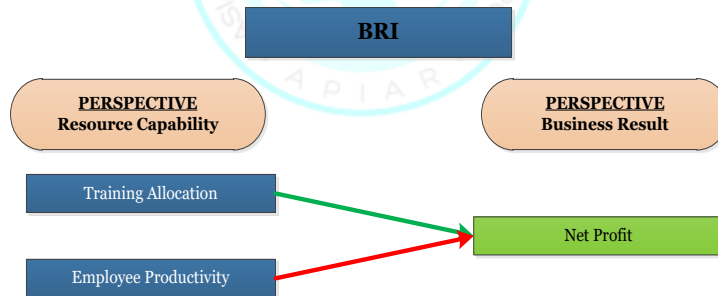 BRI
PERSPECTIVE
Resource Capability
PERSPECTIVE
Business Result
Training Allocation
Net Profit
Employee Productivity